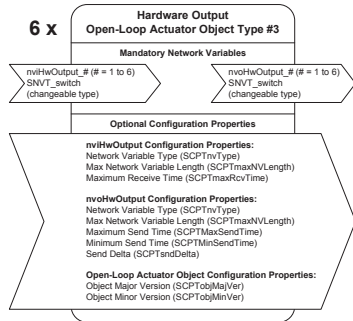 6 x
Hardware Output
Open-Loop Actuator Object Type #3
Mandatory Network Variables
nviHwOutput_# (# = 1 to 6)
SNVT_switch
(changeable type)
nvoHwOutput_# (# = 1 to 6)
SNVT_switch
(changeable type)
Optional Configuration Properties
nviHwOutput Configuration Properties:
Network Variable Type (SCPTnvType)
Max Network Variable Length (SCPTmaxNVLength)
Maximum Receive Time (SCPTmaxRcvTime)
nvoHwOutput Configuration Properties:
Network Variable Type (SCPTnvType)
Max Network Variable Length (SCPTmaxNVLength)
Maximum Send Time (SCPTMaxSendTime)
Minimum Send Time (SCPTMinSendTime)
Send Delta (SCPTsndDelta)
Open-Loop Actuator Object Configuration Properties:
Object Major Version (SCPTobjMajVer)
Object Minor Version (SCPTobjMinVer)